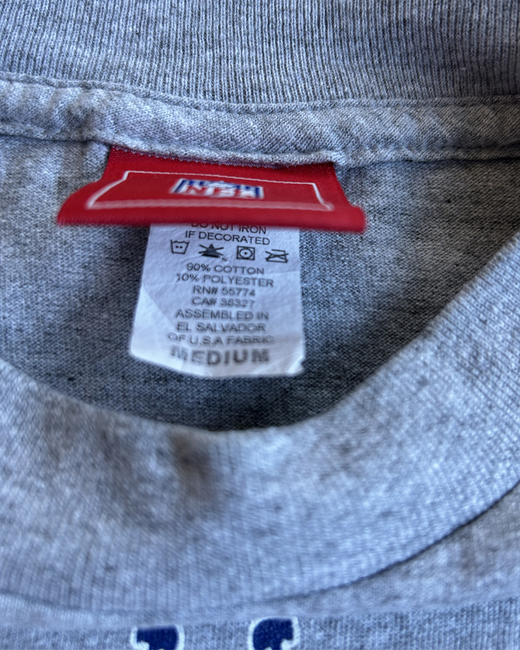 DO NOT IRON
IF DECORATED
90% COTTON
10% POLYESTER
RN# 55774
CA# 36327
ASSEMBLED IN
EL SALVADOR
OF U.S.A FABRIC
MEDIUM